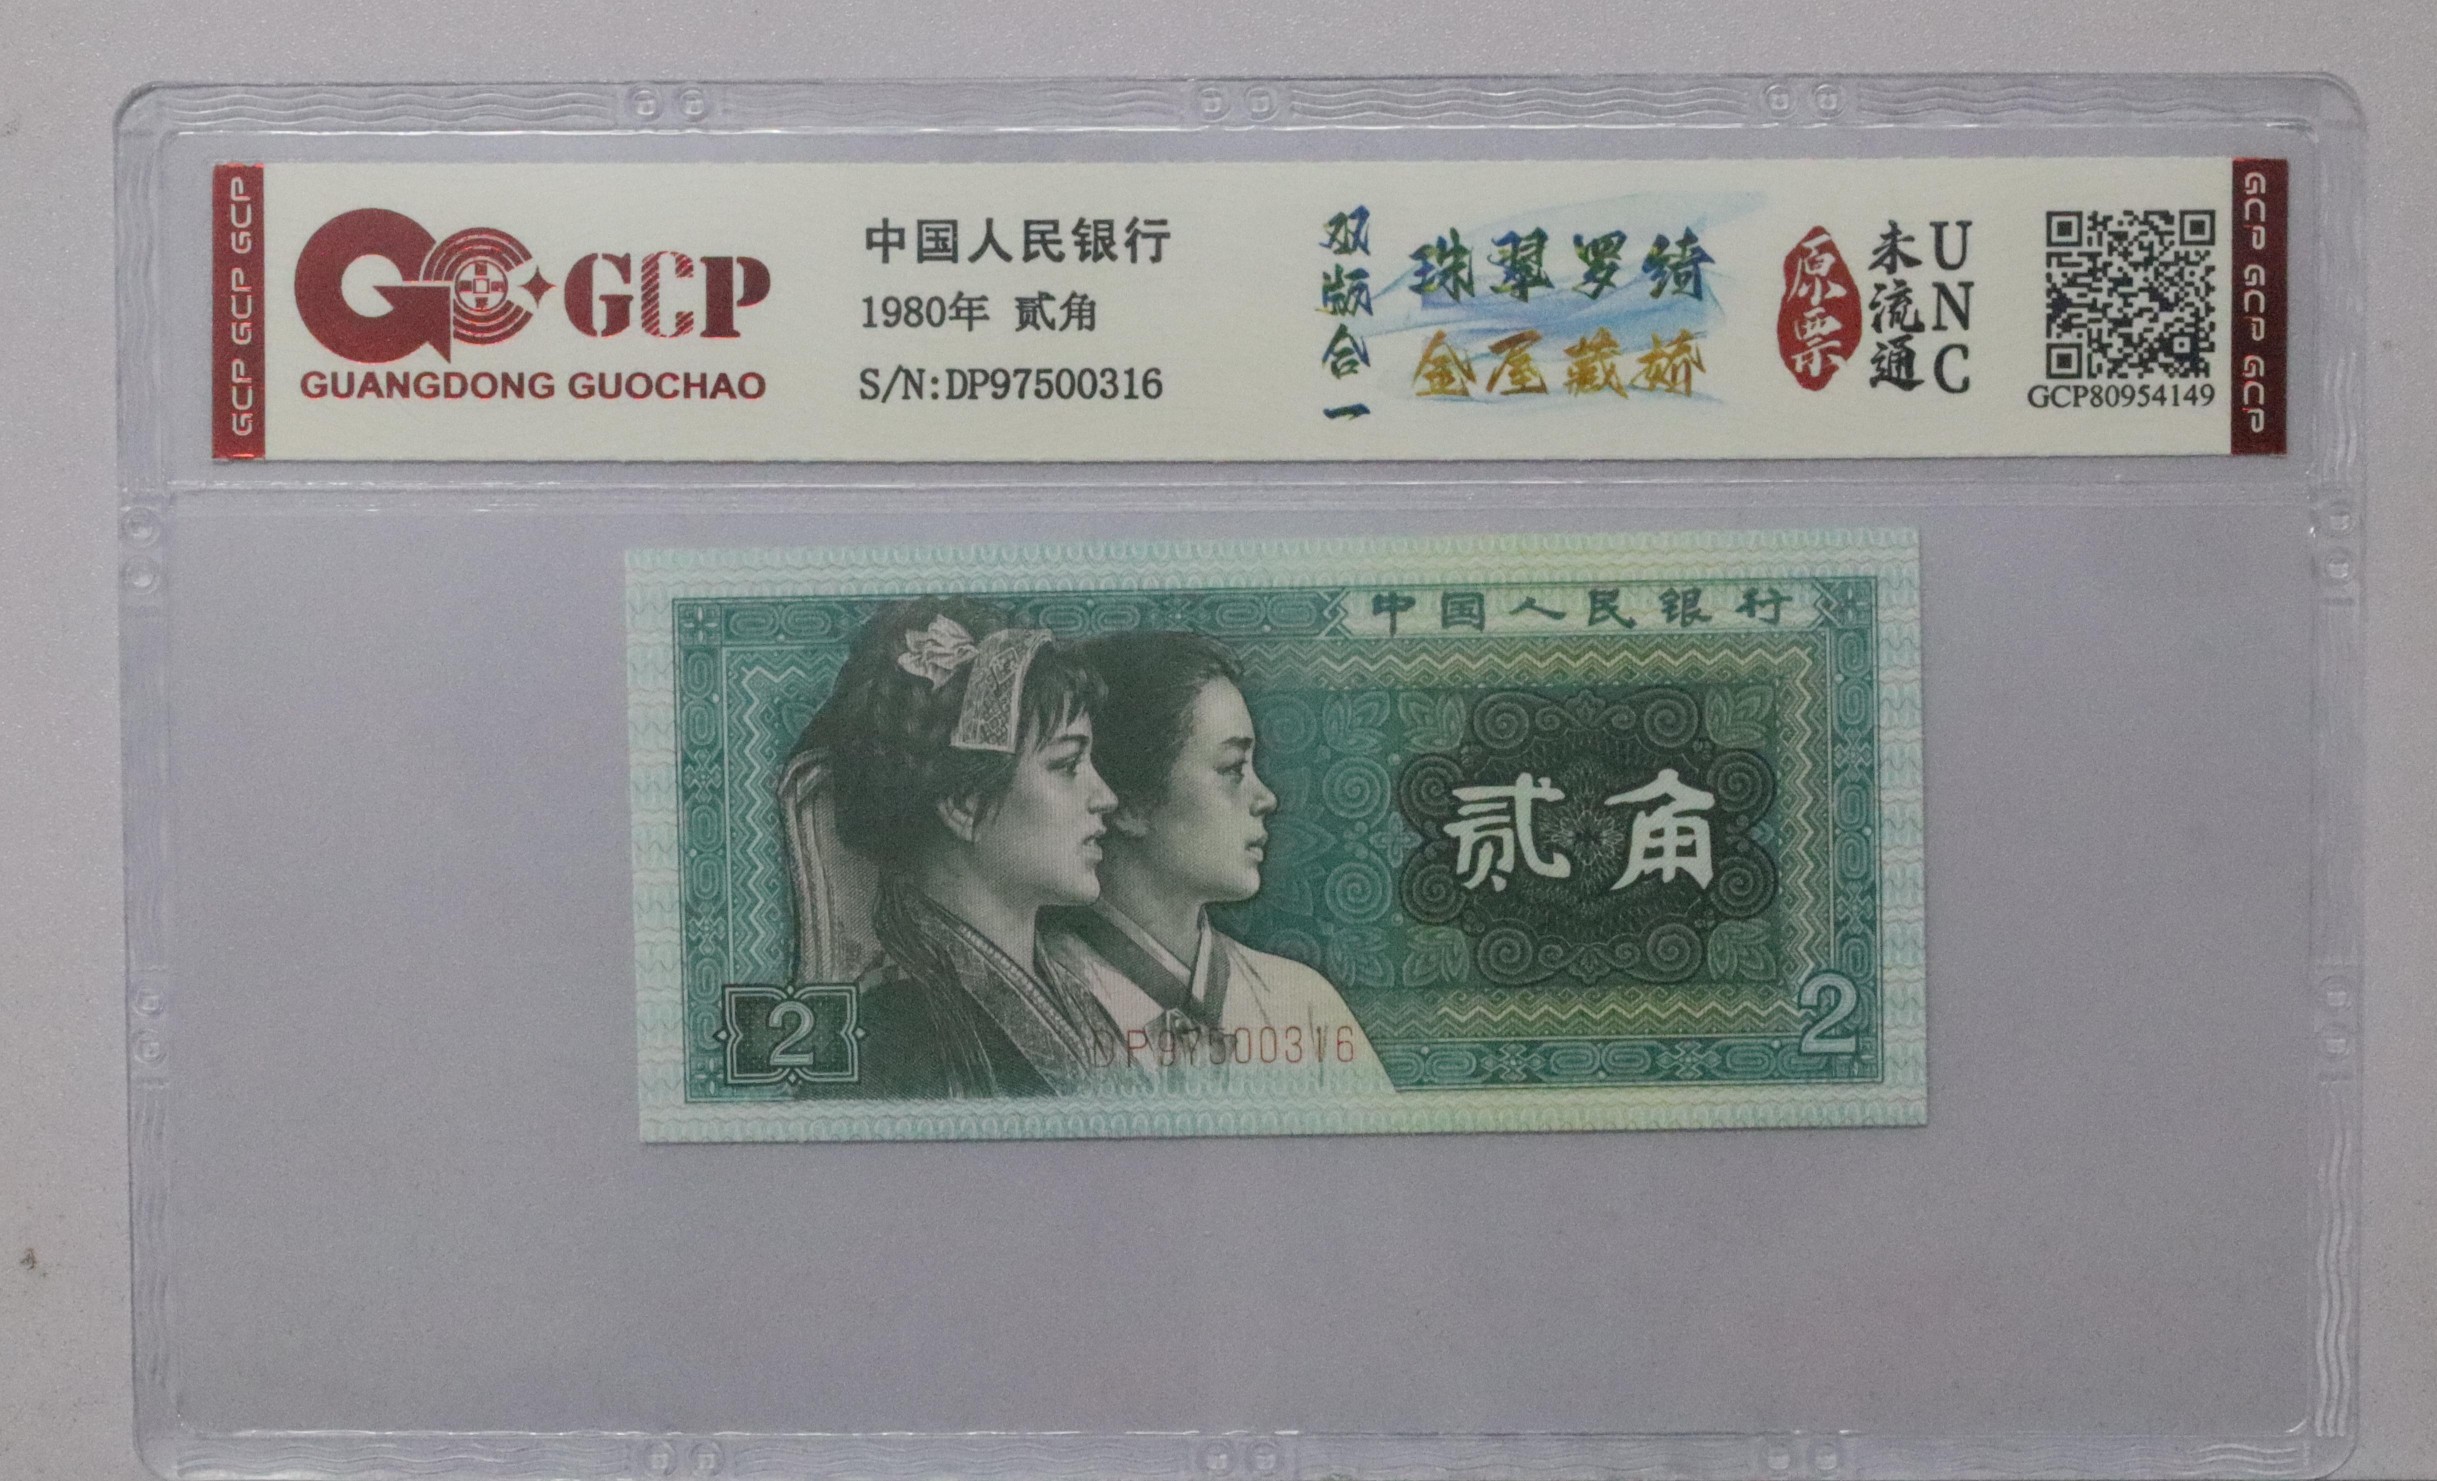 GCP GCP GCP
GCP
GUANGDONG GUOCHAO
中国人民银行
1980年 贰角
S/N:DP97500316
双版合一
珠翠罗绮
金屋藏娇
原票
未流通
UNC
GCP80954149
GCP GCP GCP
中国人民银行
贰角
2
DP97500316
2